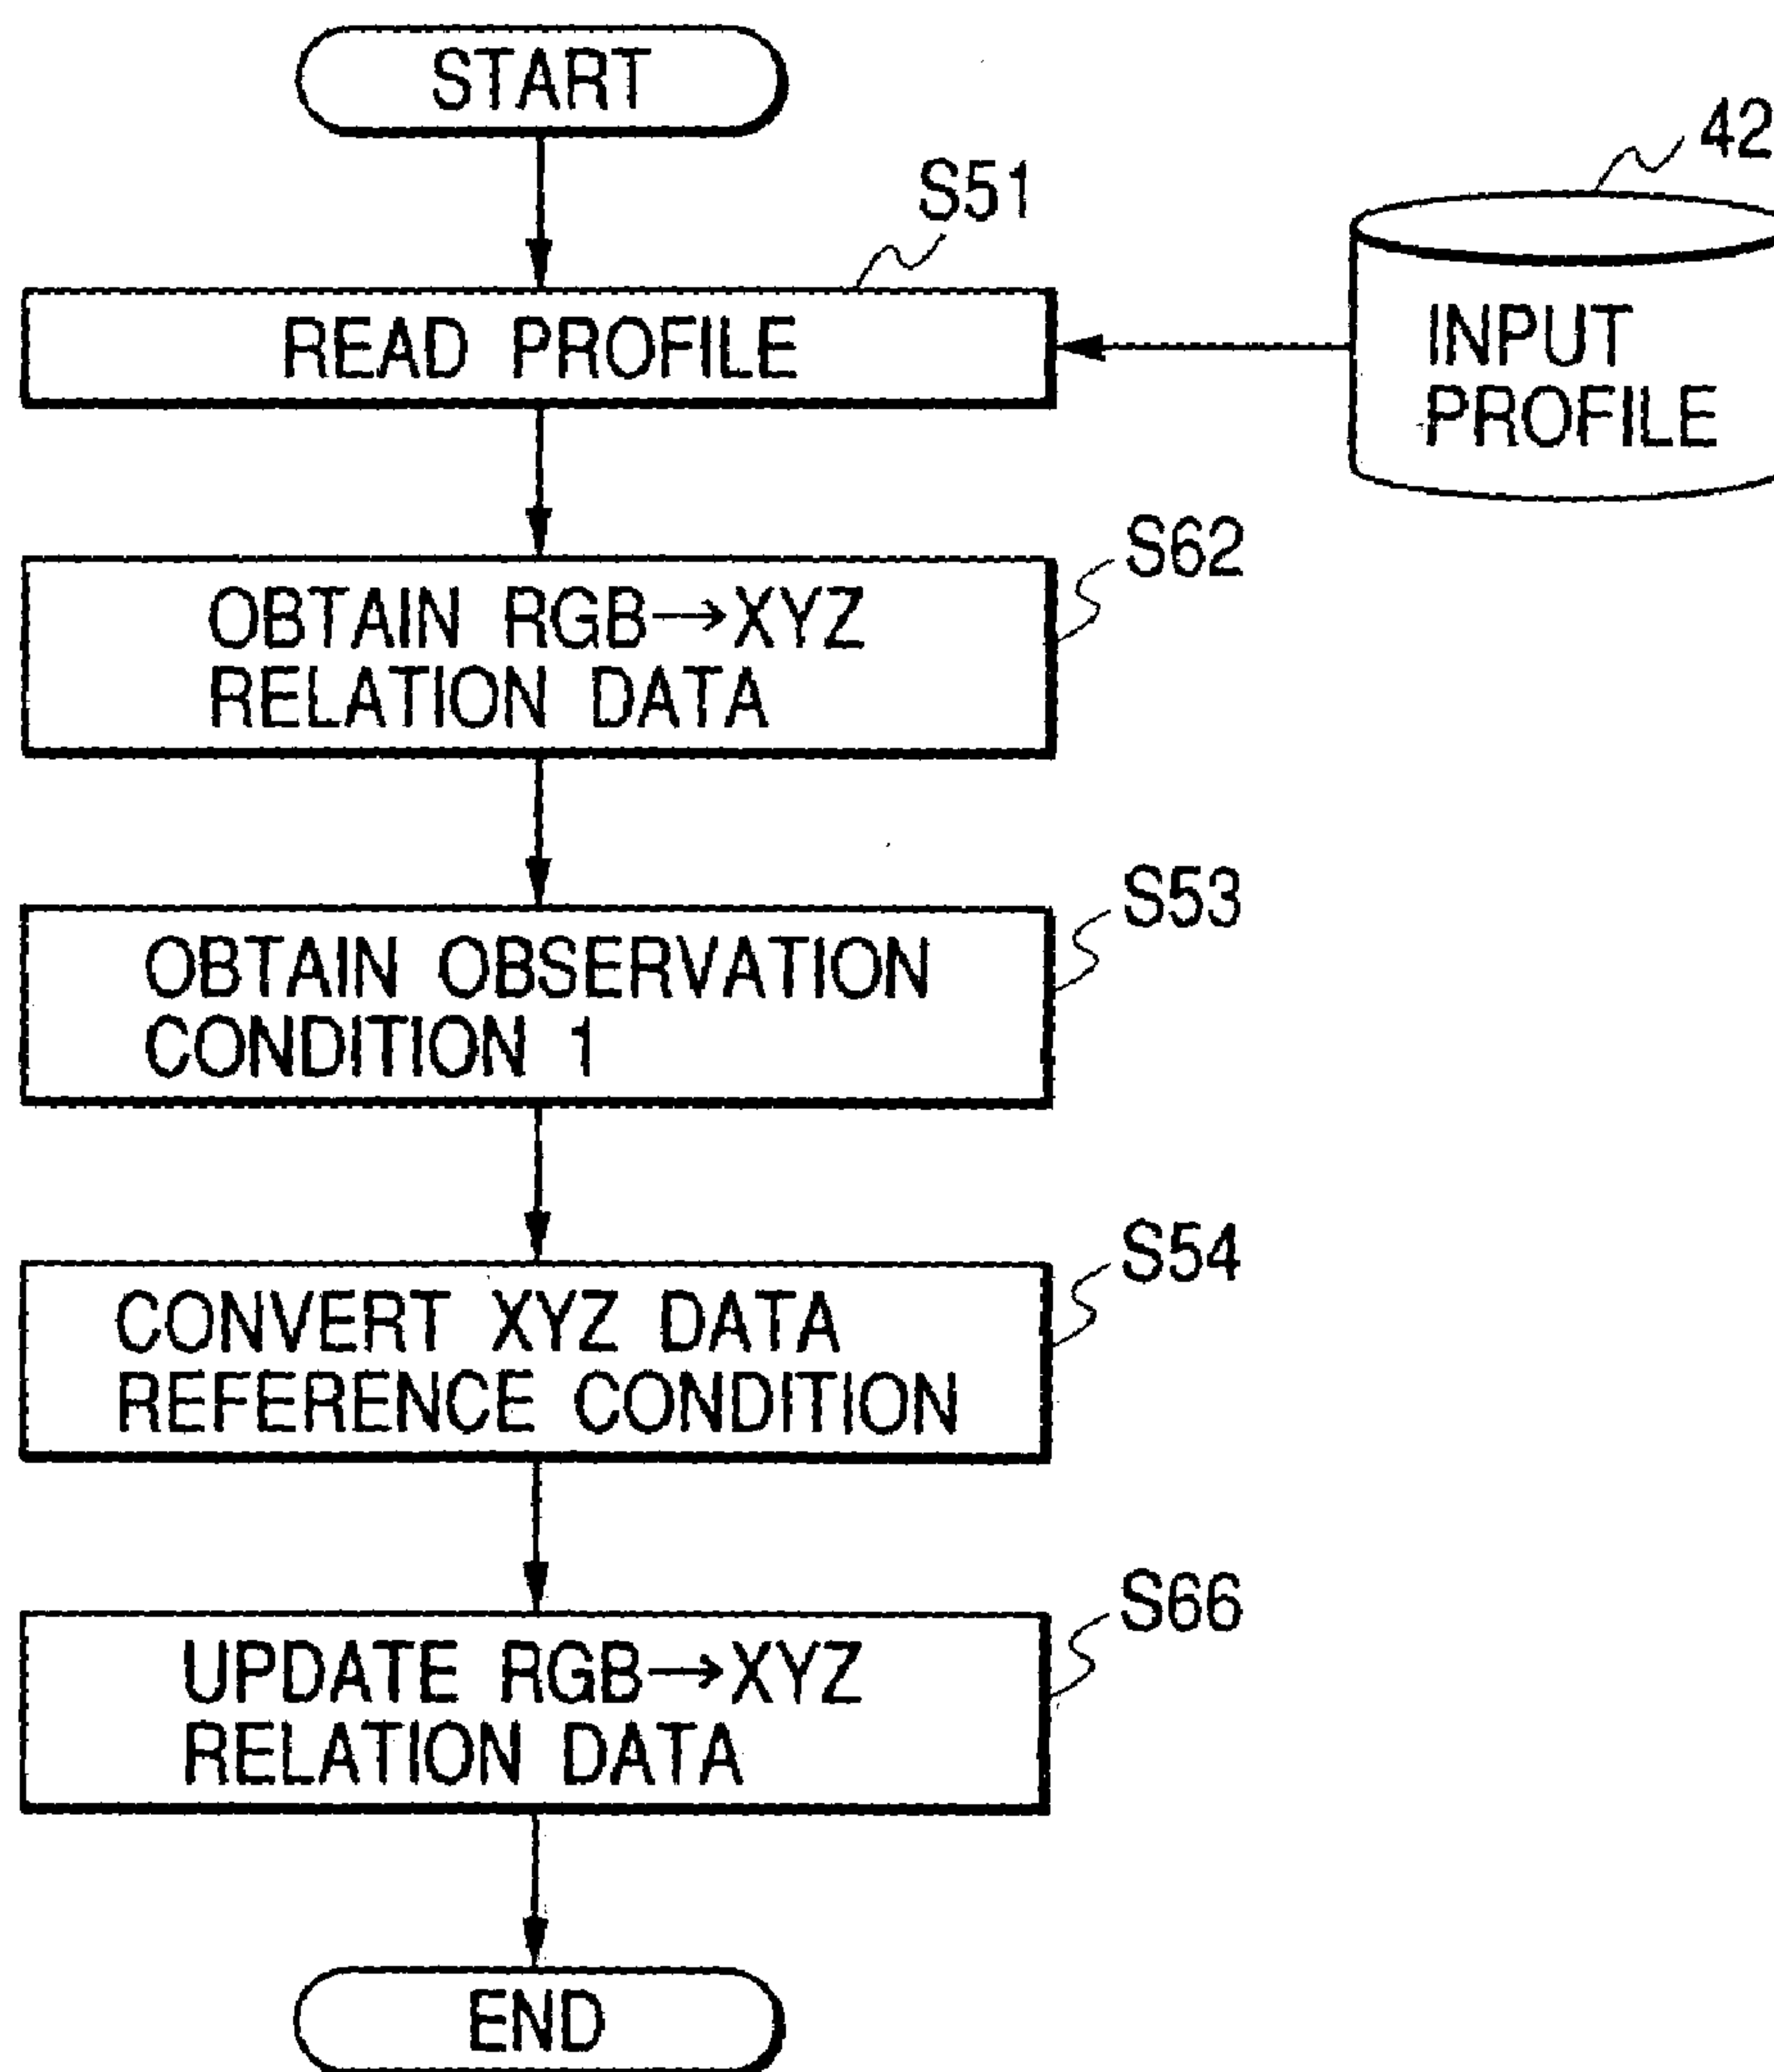 START
S51
42
READ PROFILE
INPUT
PROFILE
S62
OBTAIN RGB→XYZ
RELATION DATA
S53
OBTAIN OBSERVATION
CONDITION 1
S54
CONVERT XYZ DATA
REFERENCE CONDITION
S66
UPDATE RGB→XYZ
RELATION DATA
END